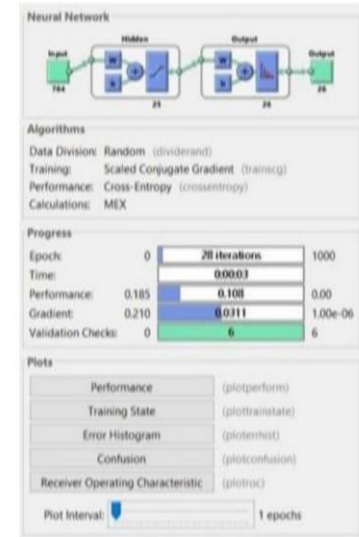 Neural Network
Hidden
Output
Input
Output
W
b
W
b
784
25
26
26
Algorithms
Data Division: Random (dividerand)
Training: Scaled Conjugate Gradient (trainscg)
Performance: Cross-Entropy (crossentropy)
Calculations: MEX
Progress
Epoch: 0 28 iterations 1000
Time: 0:00:03
Performance: 0.185 0.108 0.00
Gradient: 0.210 0.0311 1.00e-06
Validation Checks: 0 6 6
Plots
Performance (plotperform)
Training State (plottrainstate)
Error Histogram (ploterrhist)
Confusion (plotconfusion)
Receiver Operating Characteristic (plotroc)
Plot Interval: 1 epochs